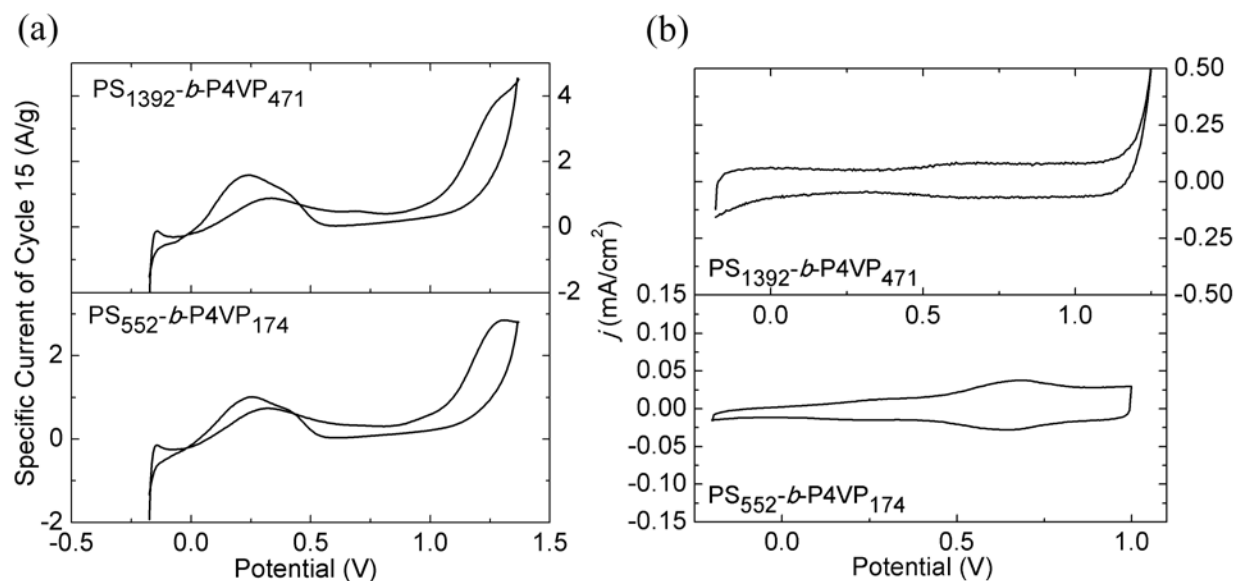 (a)
(b)
PS1392-b-P4VP471
4
2
0
-2
PS552-b-P4VP174
2
0
-2
-0.5 0.0 0.5 1.0 1.5
Potential (V)
Specific Current of Cycle 15 (A/g)
0.50
0.25
0.00
-0.25
-0.50
PS1392-b-P4VP471
0.0 0.5 1.0
j (mA/cm²)
0.15
0.10
0.05
0.00
-0.05
-0.10
-0.15
PS552-b-P4VP174
0.0 0.5 1.0
Potential (V)